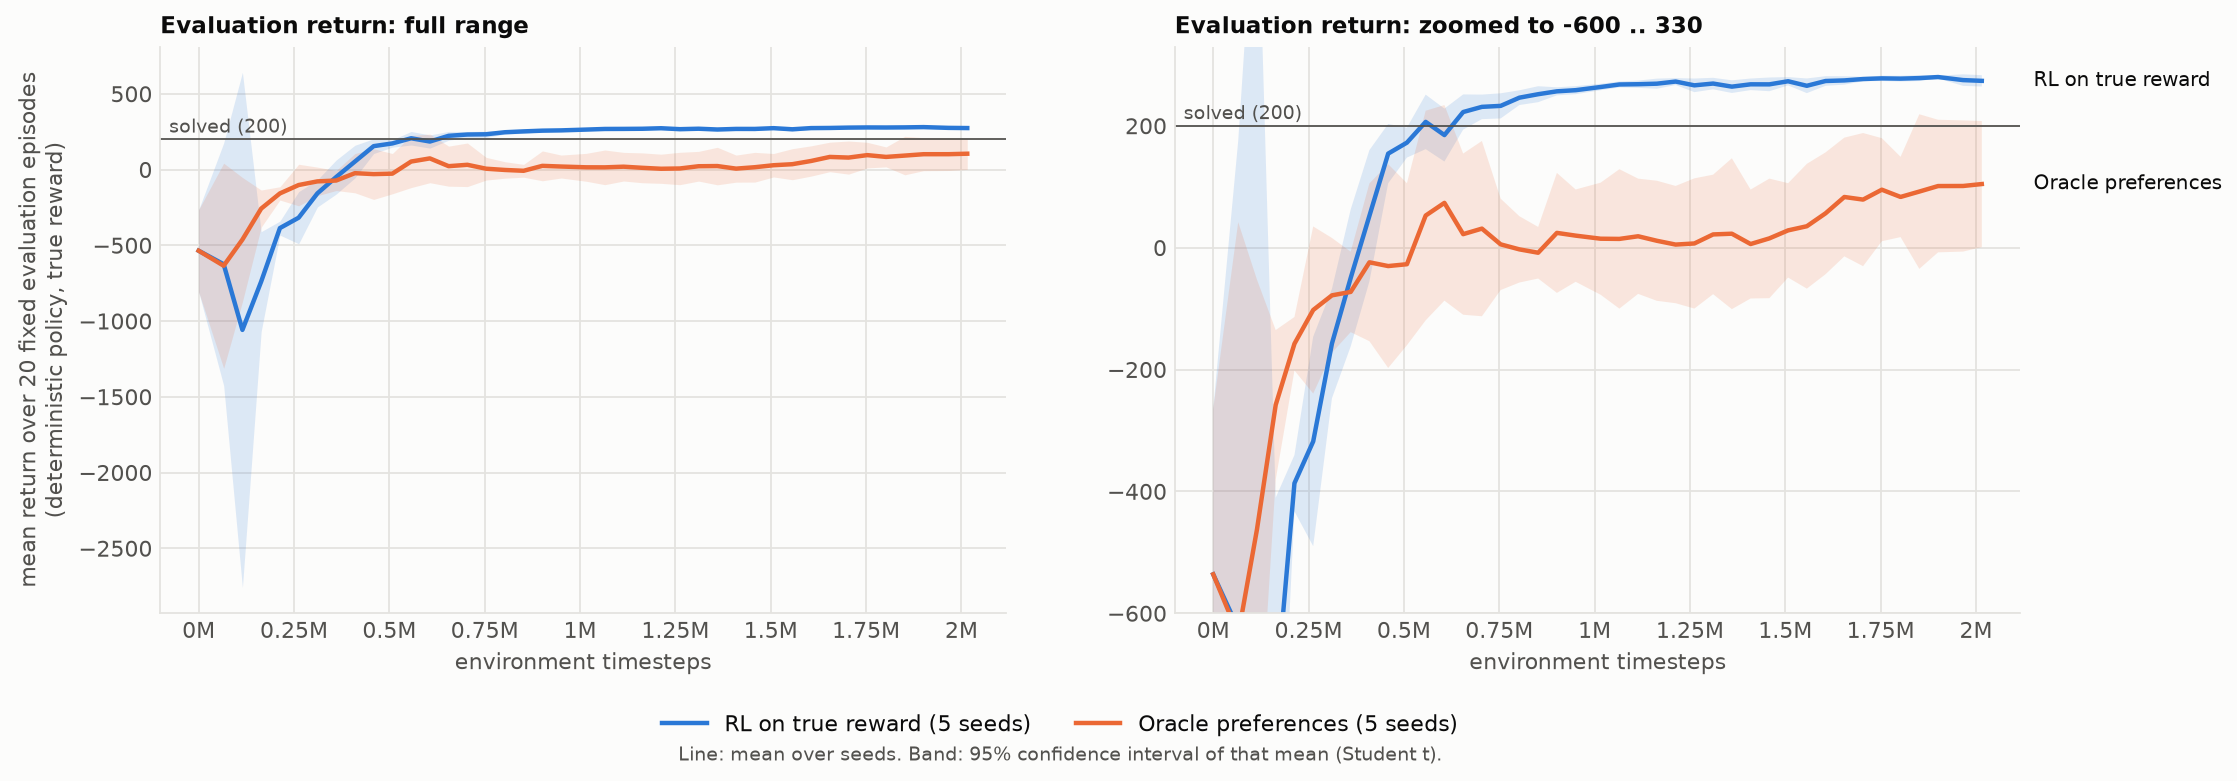 Evaluation return: full range
mean return over 20 fixed evaluation episodes
(deterministic policy, true reward)
500
0
−500
−1000
−1500
−2000
−2500
solved (200)
0M
0.25M
0.5M
0.75M
1M
1.25M
1.5M
1.75M
2M
environment timesteps
Evaluation return: zoomed to -600 .. 330
200
0
−200
−400
−600
solved (200)
0M
0.25M
0.5M
0.75M
1M
1.25M
1.5M
1.75M
2M
environment timesteps
RL on true reward
Oracle preferences
RL on true reward (5 seeds)
Oracle preferences (5 seeds)
Line: mean over seeds. Band: 95% confidence interval of that mean (Student t).